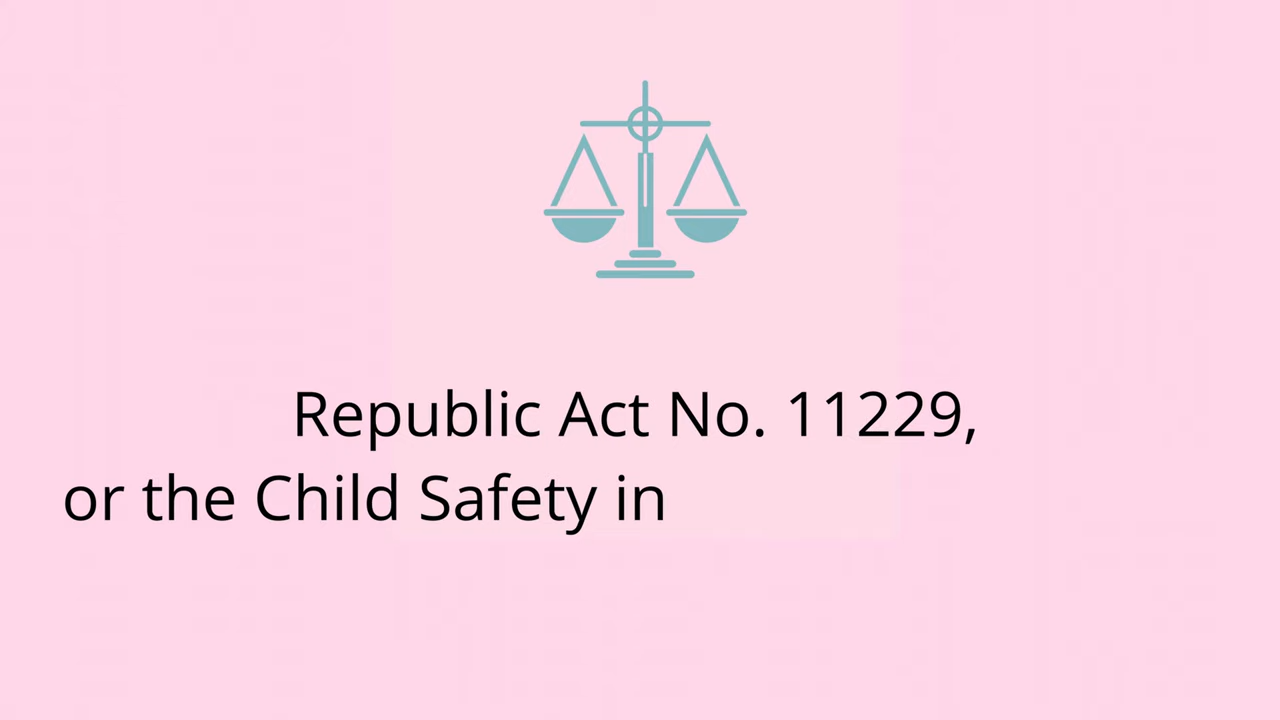 Republic Act No. 11229,
or the Child Safety in